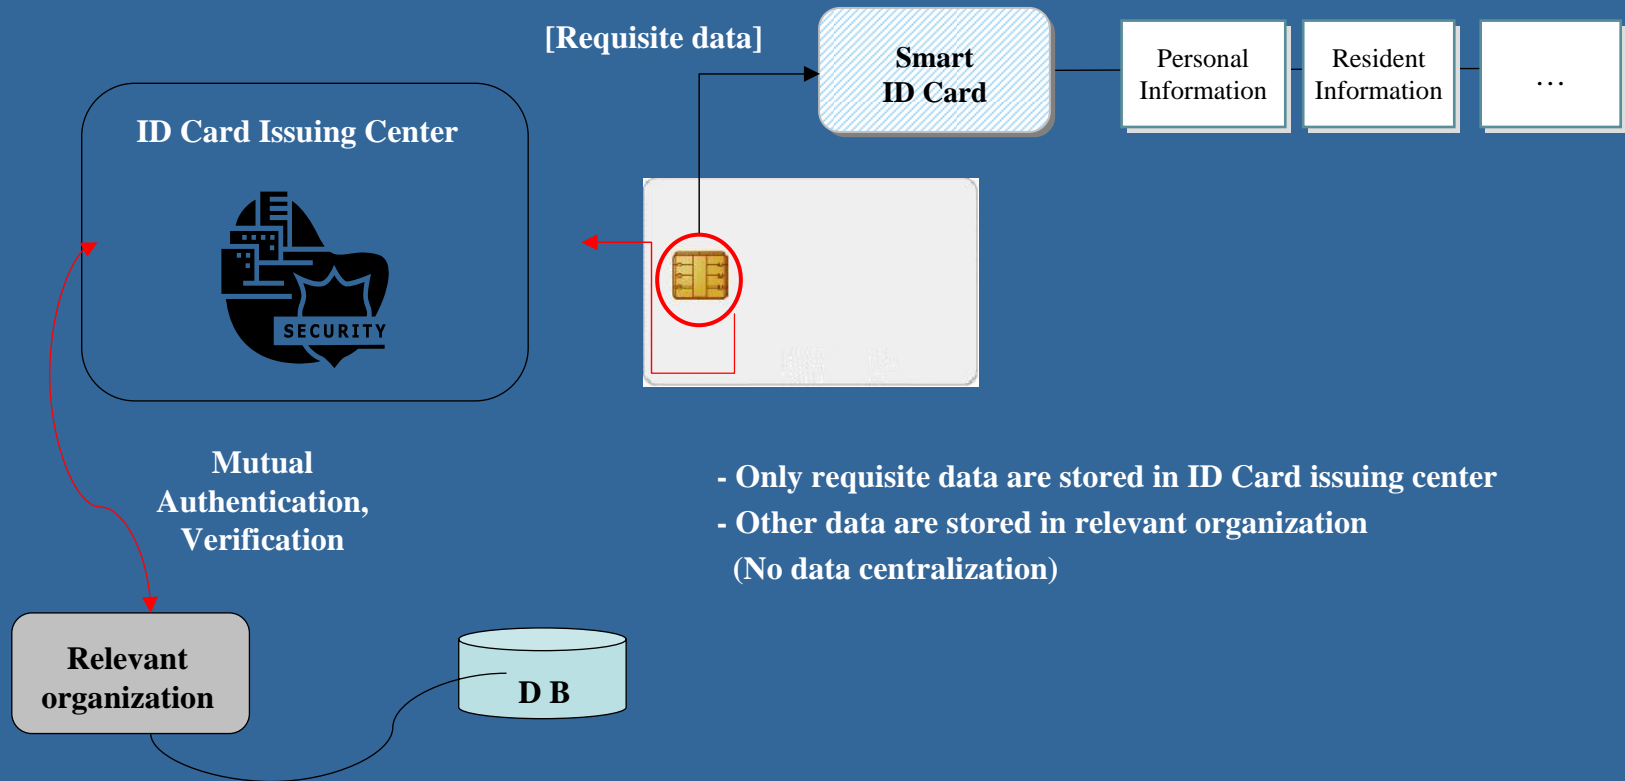 [Requisite data]
Smart
ID Card
Personal
Information
Resident
Information
…
ID Card Issuing Center
SECURITY
Mutual
Authentication,
Verification
- Only requisite data are stored in ID Card issuing center
- Other data are stored in relevant organization
(No data centralization)
Relevant
organization
D B